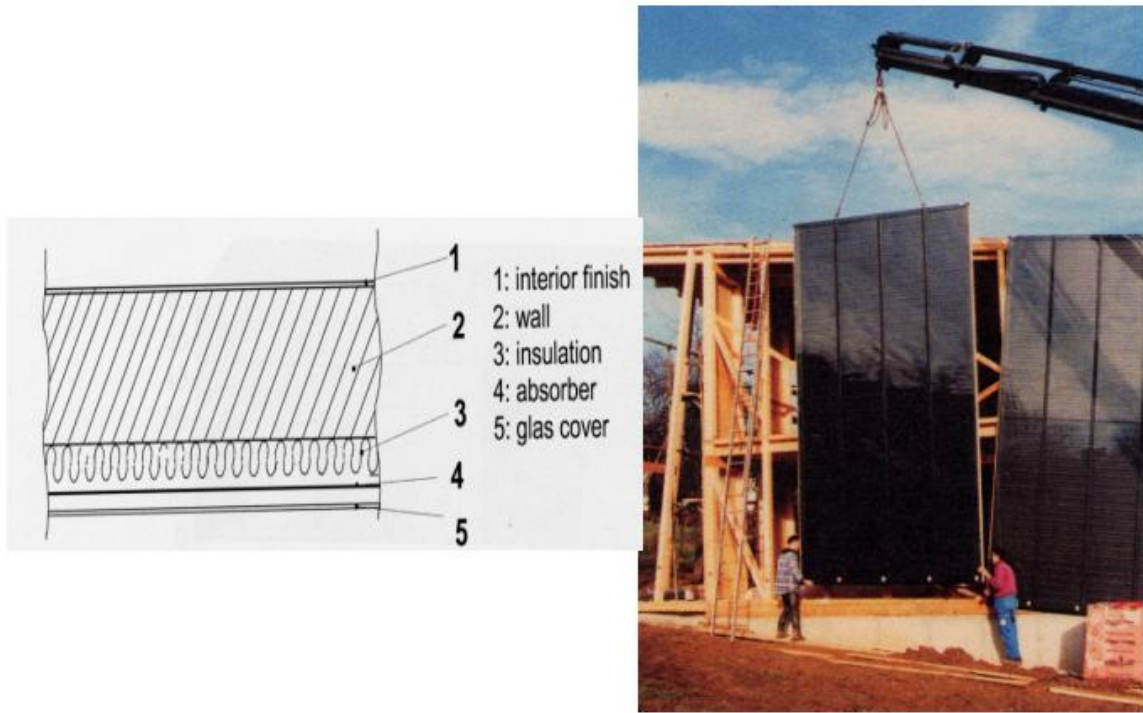 1
2
3
4
5
1: interior finish
2: wall
3: insulation
4: absorber
5: glas cover